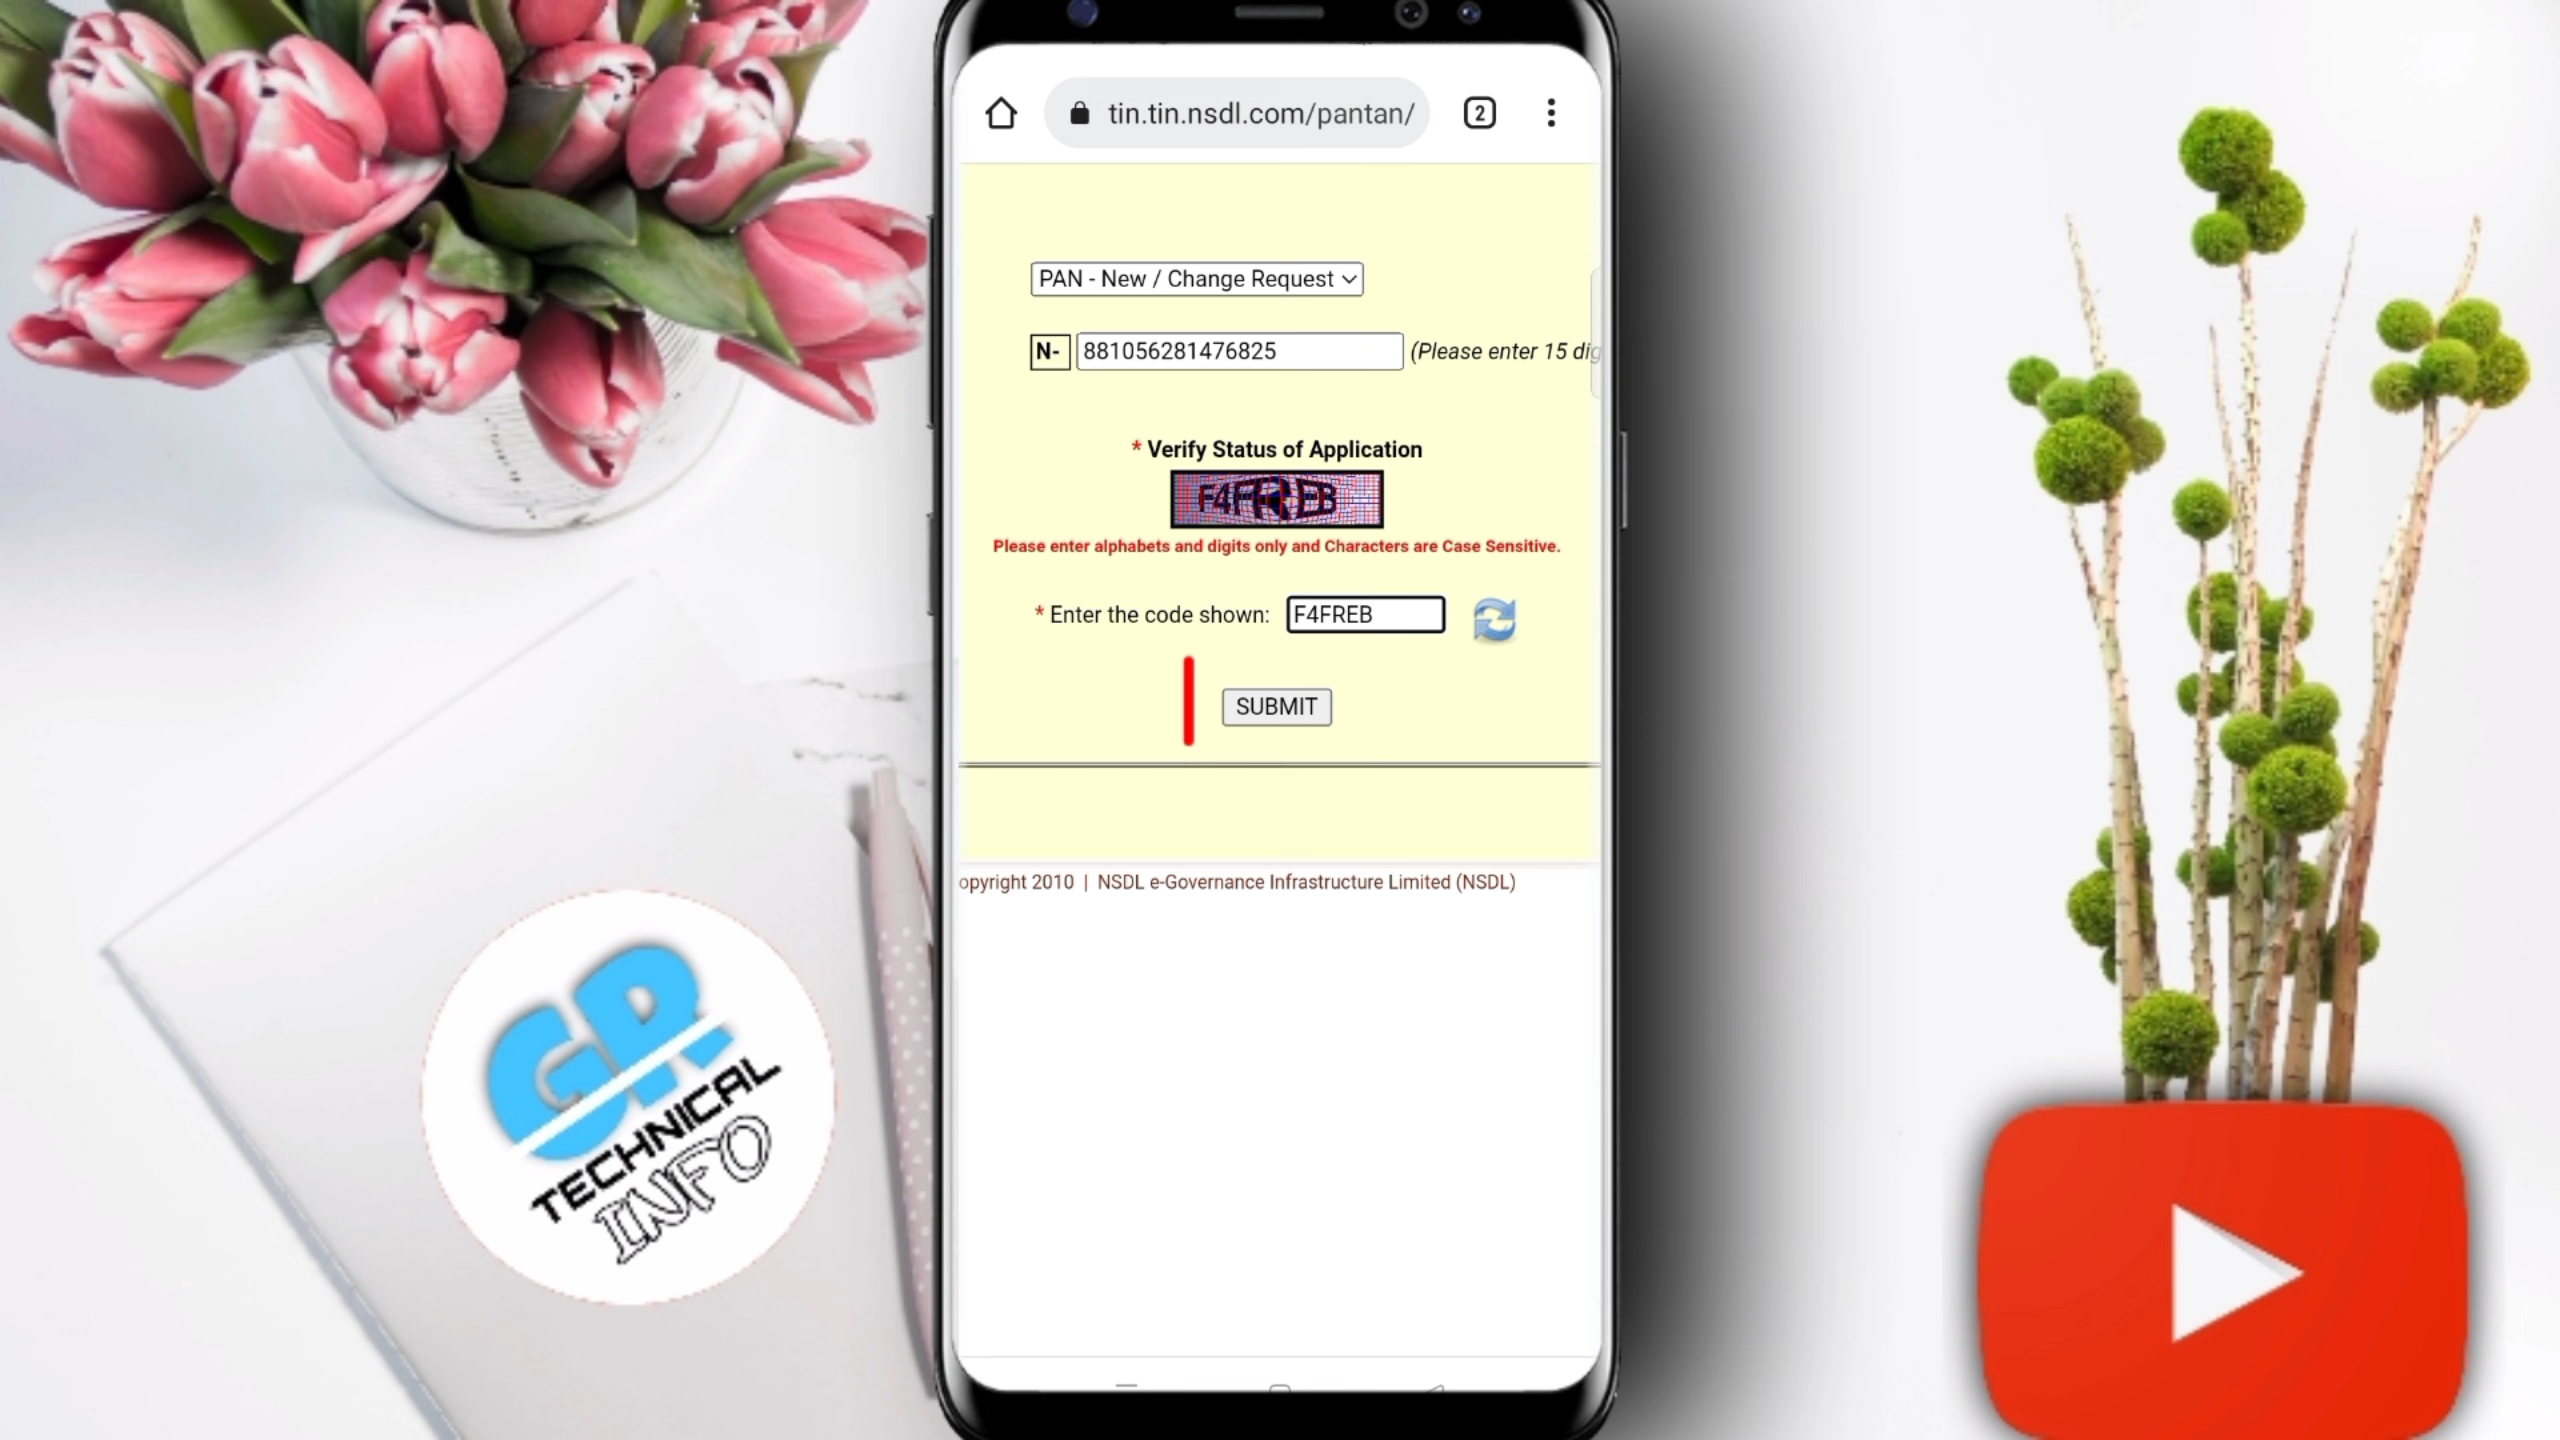 tin.tin.nsdl.com/pantan/
2
PAN - New / Change Request
N-
881056281476825
(Please enter 15 dig
* Verify Status of Application
F4FREB
Please enter alphabets and digits only and Characters are Case Sensitive.
* Enter the code shown:
F4FREB
SUBMIT
opyright 2010 | NSDL e-Governance Infrastructure Limited (NSDL)
GR
TECHNICAL
INFO